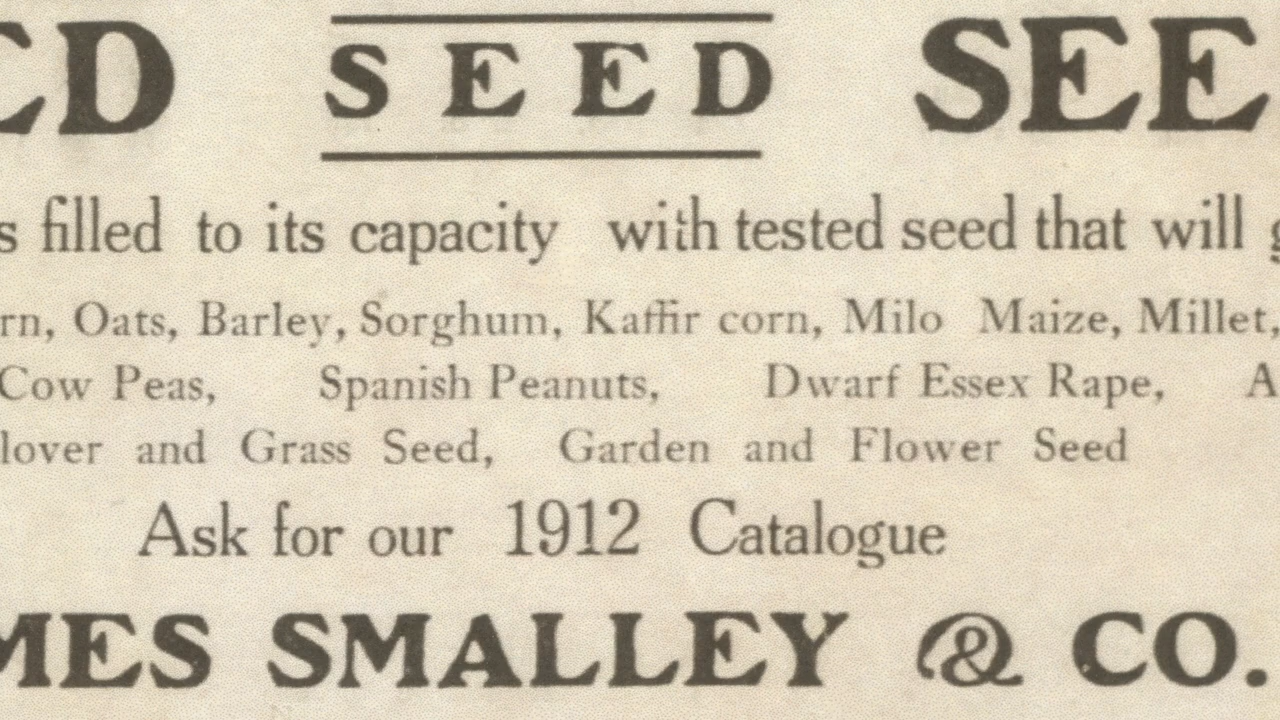 ED SEED SEE
s filled to its capacity with tested seed that will g
rn, Oats, Barley, Sorghum, Kaffir corn, Milo Maize, Millet,
Cow Peas, Spanish Peanuts, Dwarf Essex Rape, A
lover and Grass Seed, Garden and Flower Seed
Ask for our 1912 Catalogue
MES SMALLEY & CO.